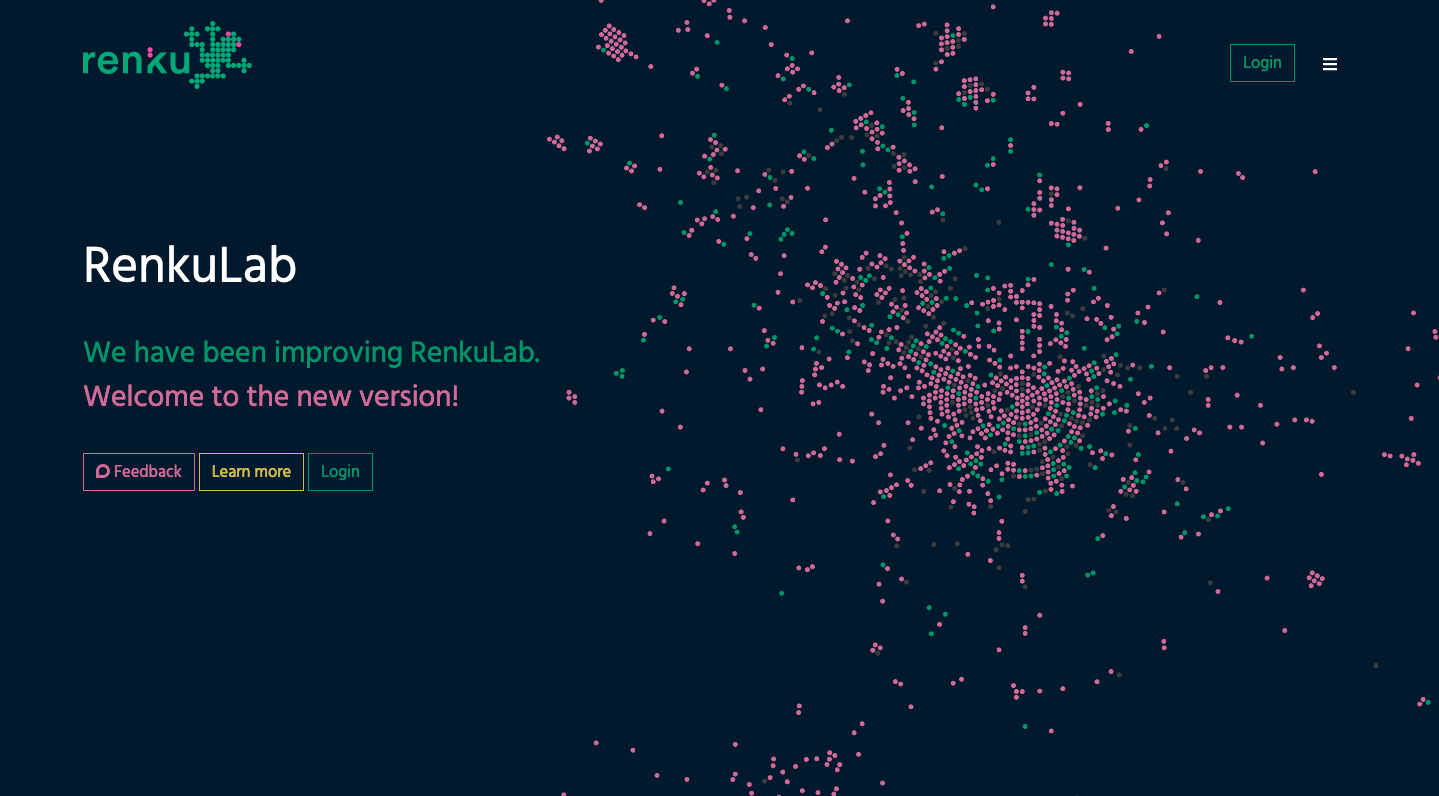 renku
Login
RenkuLab
We have been improving RenkuLab.
Welcome to the new version!
Feedback Learn more Login